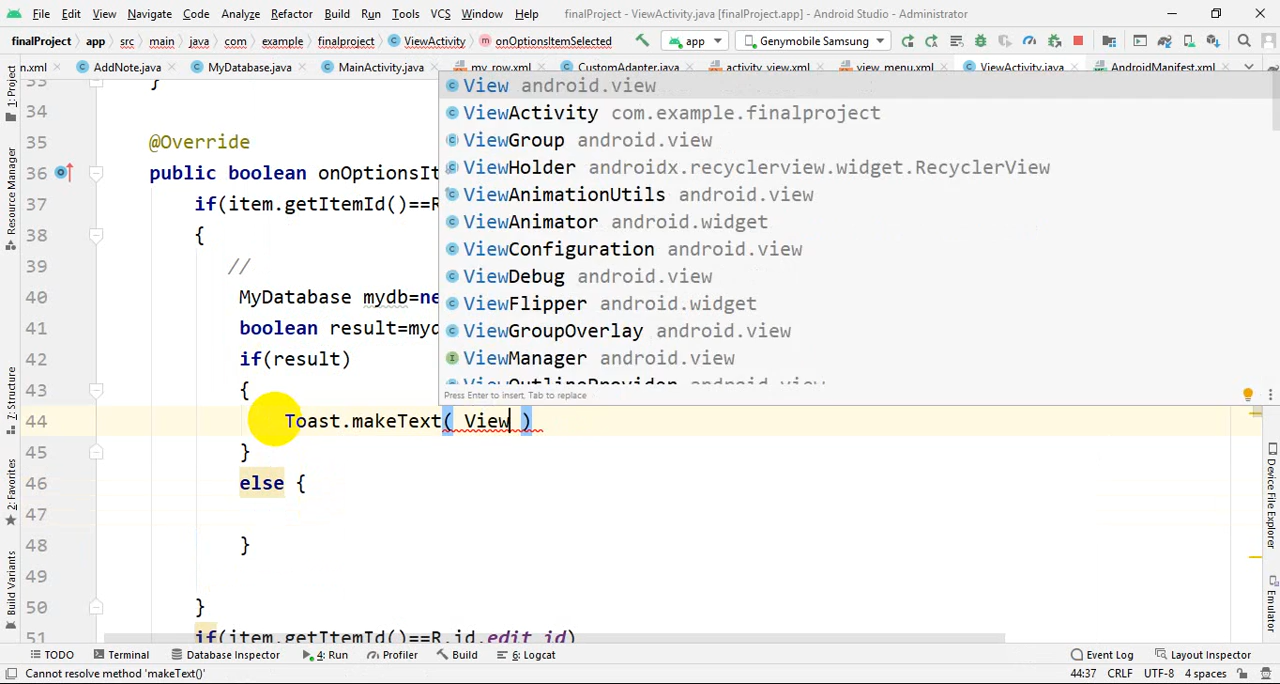 File Edit View Navigate Code Analyze Refactor Build Run Tools VCS Window Help finalProject - ViewActivity.java [finalProject.app] - Android Studio - Administrator
finalProject app src main java com example finalproject ViewActivity onOptionsItemSelected app Genymobile Samsung
n.xml AddNote.java MyDatabase.java MainActivity.java my_row.xml CustomAdapter.java activity_view.xml view_menu.xml ViewActivity.java AndroidManifest.xml
33 }
34
35 @Override
36 public boolean onOptionsIt
37 if(item.getItemId()==R
38 {
39 //
40 MyDatabase mydb=ne
41 boolean result=myd
42 if(result)
43 {
44 Toast.makeText( View )
45 }
46 else {
47
48 }
49
50 }
51 if(item.getItemId()==R.id.edit_id)
View android.view
ViewActivity com.example.finalproject
ViewGroup android.view
ViewHolder androidx.recyclerview.widget.RecyclerView
ViewAnimationUtils android.view
ViewAnimator android.widget
ViewConfiguration android.view
ViewDebug android.view
ViewFlipper android.widget
ViewGroupOverlay android.view
ViewManager android.view
ViewOutlineProvider android.view
Press Enter to insert, Tab to replace
1: Project
Resource Manager
7: Structure
2: Favorites
Build Variants
Device File Explorer
Emulator
TODO Terminal Database Inspector 4: Run Profiler Build 6: Logcat Event Log Layout Inspector
Cannot resolve method 'makeText()' 44:37 CRLF UTF-8 4 spaces